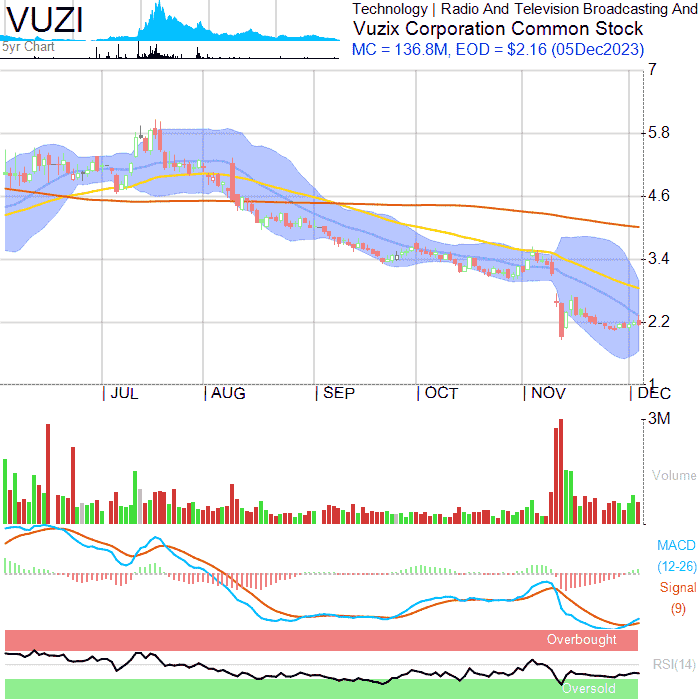 VUZI
5yr Chart
Technology | Radio And Television Broadcasting And
Vuzix Corporation Common Stock
MC = 136.8M, EOD = $2.16 (05Dec2023)
7
5.8
4.6
3.4
2.2
1
JUL
AUG
SEP
OCT
NOV
DEC
3M
Volume
MACD
(12-26)
Signal
(9)
Overbought
RSI(14)
Oversold